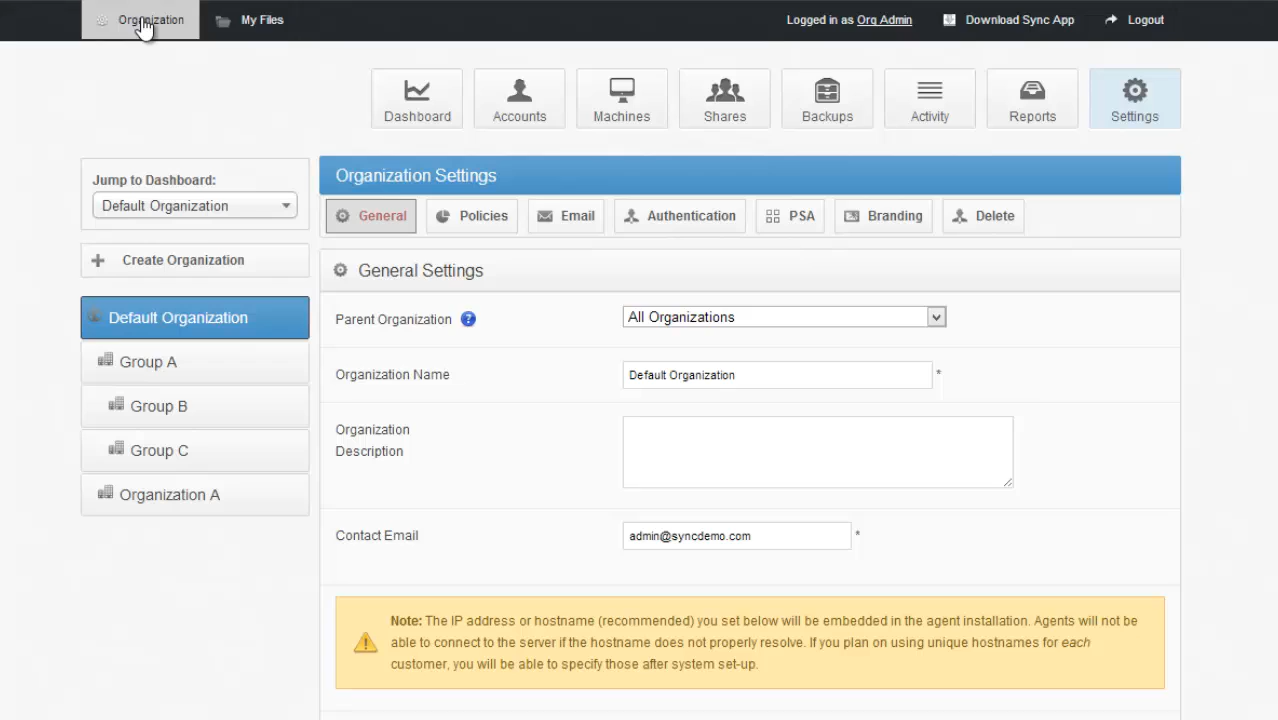 Organization My Files Logged in as Org Admin Download Sync App Logout
Dashboard Accounts Machines Shares Backups Activity Reports Settings
Jump to Dashboard:
Default Organization
Create Organization
Default Organization
Group A
Group B
Group C
Organization A
Organization Settings
General Policies Email Authentication PSA Branding Delete
General Settings
Parent Organization ? All Organizations
Organization Name Default Organization *
Organization
Description
Contact Email admin@syncdemo.com *
Note: The IP address or hostname (recommended) you set below will be embedded in the agent installation. Agents will not be
able to connect to the server if the hostname does not properly resolve. If you plan on using unique hostnames for each
customer, you will be able to specify those after system set-up.